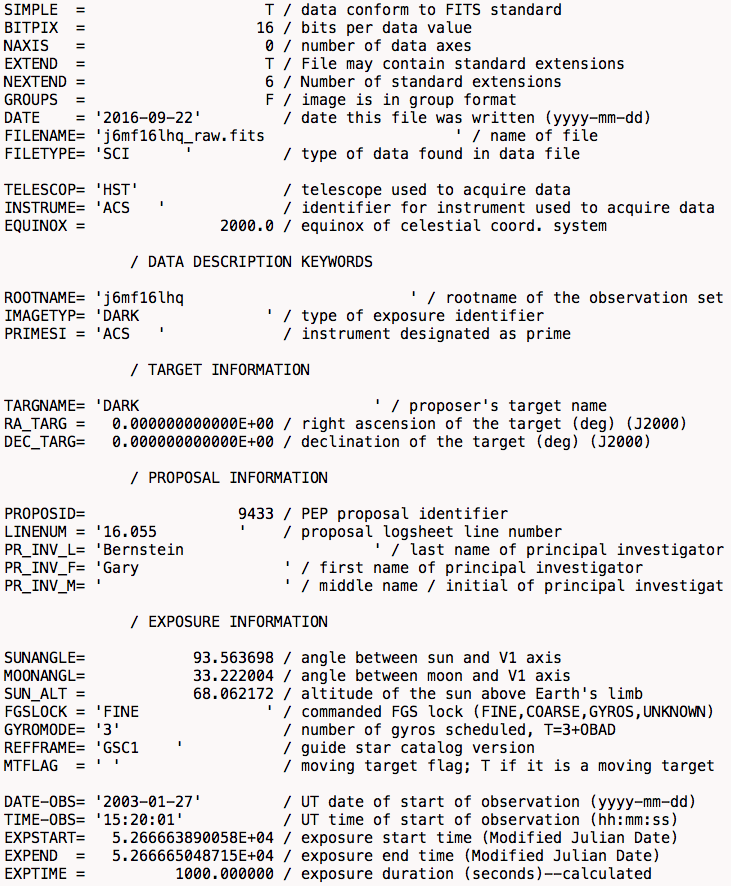 SIMPLE  =                    T / data conform to FITS standard
BITPIX  =                   16 / bits per data value
NAXIS   =                    0 / number of data axes
EXTEND  =                    T / File may contain standard extensions
NEXTEND =                    6 / Number of standard extensions
GROUPS  =                    F / image is in group format
DATE    = '2016-09-22'         / date this file was written (yyyy-mm-dd)
FILENAME= 'j6mf16lhq_raw.fits                     ' / name of file
FILETYPE= 'SCI      '          / type of data found in data file

TELESCOP= 'HST'                / telescope used to acquire data
INSTRUME= 'ACS   '             / identifier for instrument used to acquire data
EQUINOX =               2000.0 / equinox of celestial coord. system

              / DATA DESCRIPTION KEYWORDS

ROOTNAME= 'j6mf16lhq                         ' / rootname of the observation set
IMAGETYP= 'DARK              ' / type of exposure identifier
PRIMESI = 'ACS   '             / instrument designated as prime

              / TARGET INFORMATION

TARGNAME= 'DARK                          ' / proposer's target name
RA_TARG =   0.000000000000E+00 / right ascension of the target (deg) (J2000)
DEC_TARG=   0.000000000000E+00 / declination of the target (deg) (J2000)

              / PROPOSAL INFORMATION

PROPOSID=                 9433 / PEP proposal identifier
LINENUM = '16.055         '    / proposal logsheet line number
PR_INV_L= 'Bernstein                     ' / last name of principal investigator
PR_INV_F= 'Gary                ' / first name of principal investigator
PR_INV_M= '                    ' / middle name / initial of principal investigat

              / EXPOSURE INFORMATION

SUNANGLE=            93.563698 / angle between sun and V1 axis
MOONANGL=            33.222004 / angle between moon and V1 axis
SUN_ALT =            68.062172 / altitude of the sun above Earth's limb
FGSLOCK = 'FINE              ' / commanded FGS lock (FINE,COARSE,GYROS,UNKNOWN)
GYROMODE= '3'                  / number of gyros scheduled, T=3+OBAD
REFFRAME= 'GSC1    '           / guide star catalog version
MTFLAG  = ' '                  / moving target flag; T if it is a moving target

DATE-OBS= '2003-01-27'         / UT date of start of observation (yyyy-mm-dd)
TIME-OBS= '15:20:01'           / UT time of start of observation (hh:mm:ss)
EXPSTART=   5.266663890058E+04 / exposure start time (Modified Julian Date)
EXPEND  =   5.266665048715E+04 / exposure end time (Modified Julian Date)
EXPTIME =          1000.000000 / exposure duration (seconds)--calculated